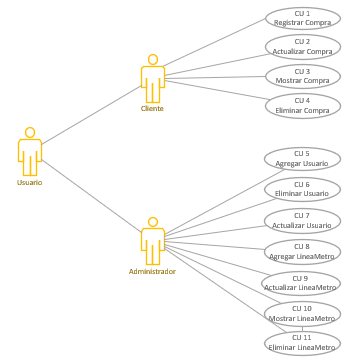 CU 1
Registrar Compra
CU 2
Actualizar Compra
CU 3
Mostrar Compra
CU 4
Eliminar Compra
Cliente
Usuario
CU 5
Agregar Usuario
CU 6
Eliminar Usuario
CU 7
Actualizar Usuario
CU 8
Agregar LineaMetro
CU 9
Actualizar LineaMetro
CU 10
Mostrar LineaMetro
CU 11
Eliminar LineaMetro
Administrador